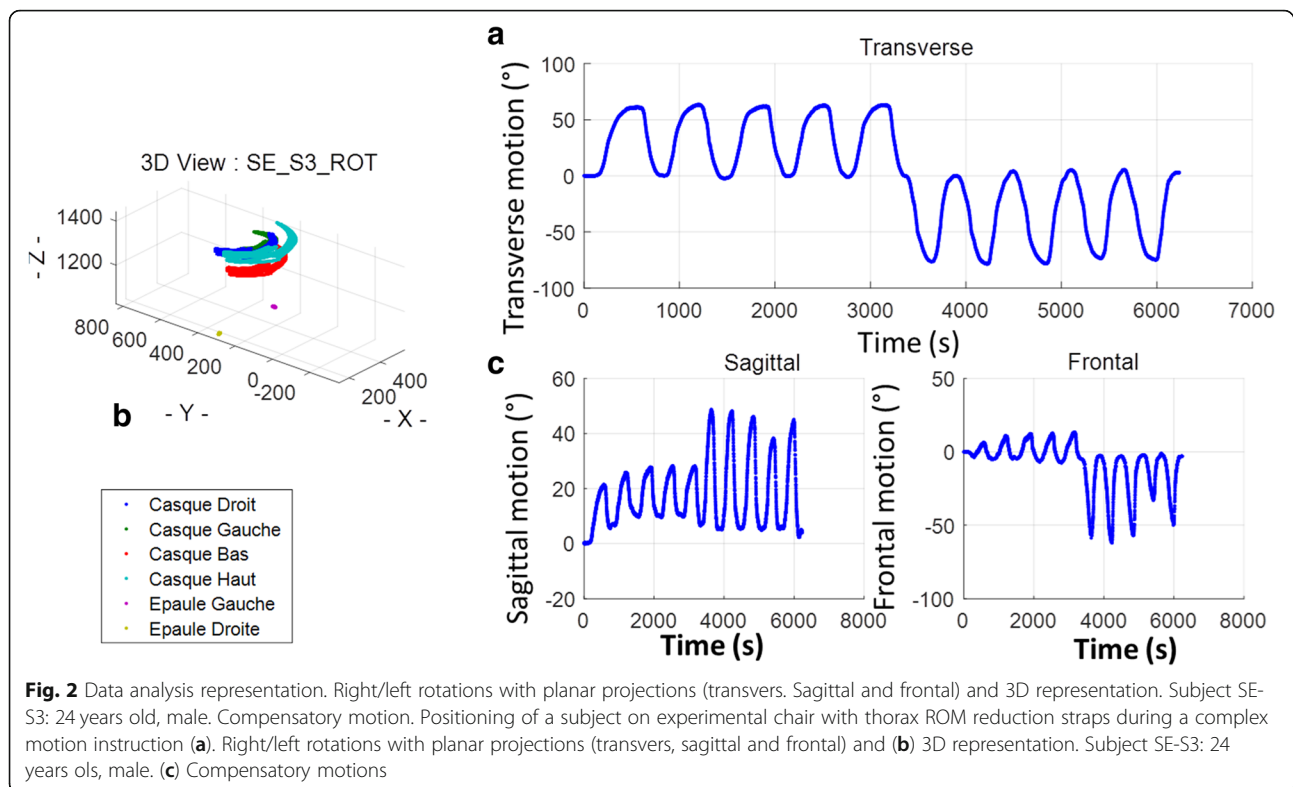 a
Transverse
Transverse motion (°)
100
50
0
-50
-100
0 1000 2000 3000 4000 5000 6000 7000
Time (s)
3D View : SE_S3_ROT
- Z -
1400
1200
800 600 400 200 0 -200
- Y -
400
200
- X -
b
Casque Droit
Casque Gauche
Casque Bas
Casque Haut
Epaule Gauche
Epaule Droite
c
Sagittal
Sagittal motion (°)
60
40
20
0
-20
0 2000 4000 6000 8000
Time (s)
Frontal
Frontal motion (°)
50
0
-50
-100
0 2000 4000 6000 8000
Time (s)
Fig. 2 Data analysis representation. Right/left rotations with planar projections (transvers. Sagittal and frontal) and 3D representation. Subject SE-
S3: 24 years old, male. Compensatory motion. Positioning of a subject on experimental chair with thorax ROM reduction straps during a complex
motion instruction (a). Right/left rotations with planar projections (transvers, sagittal and frontal) and (b) 3D representation. Subject SE-S3: 24
years ols, male. (c) Compensatory motions